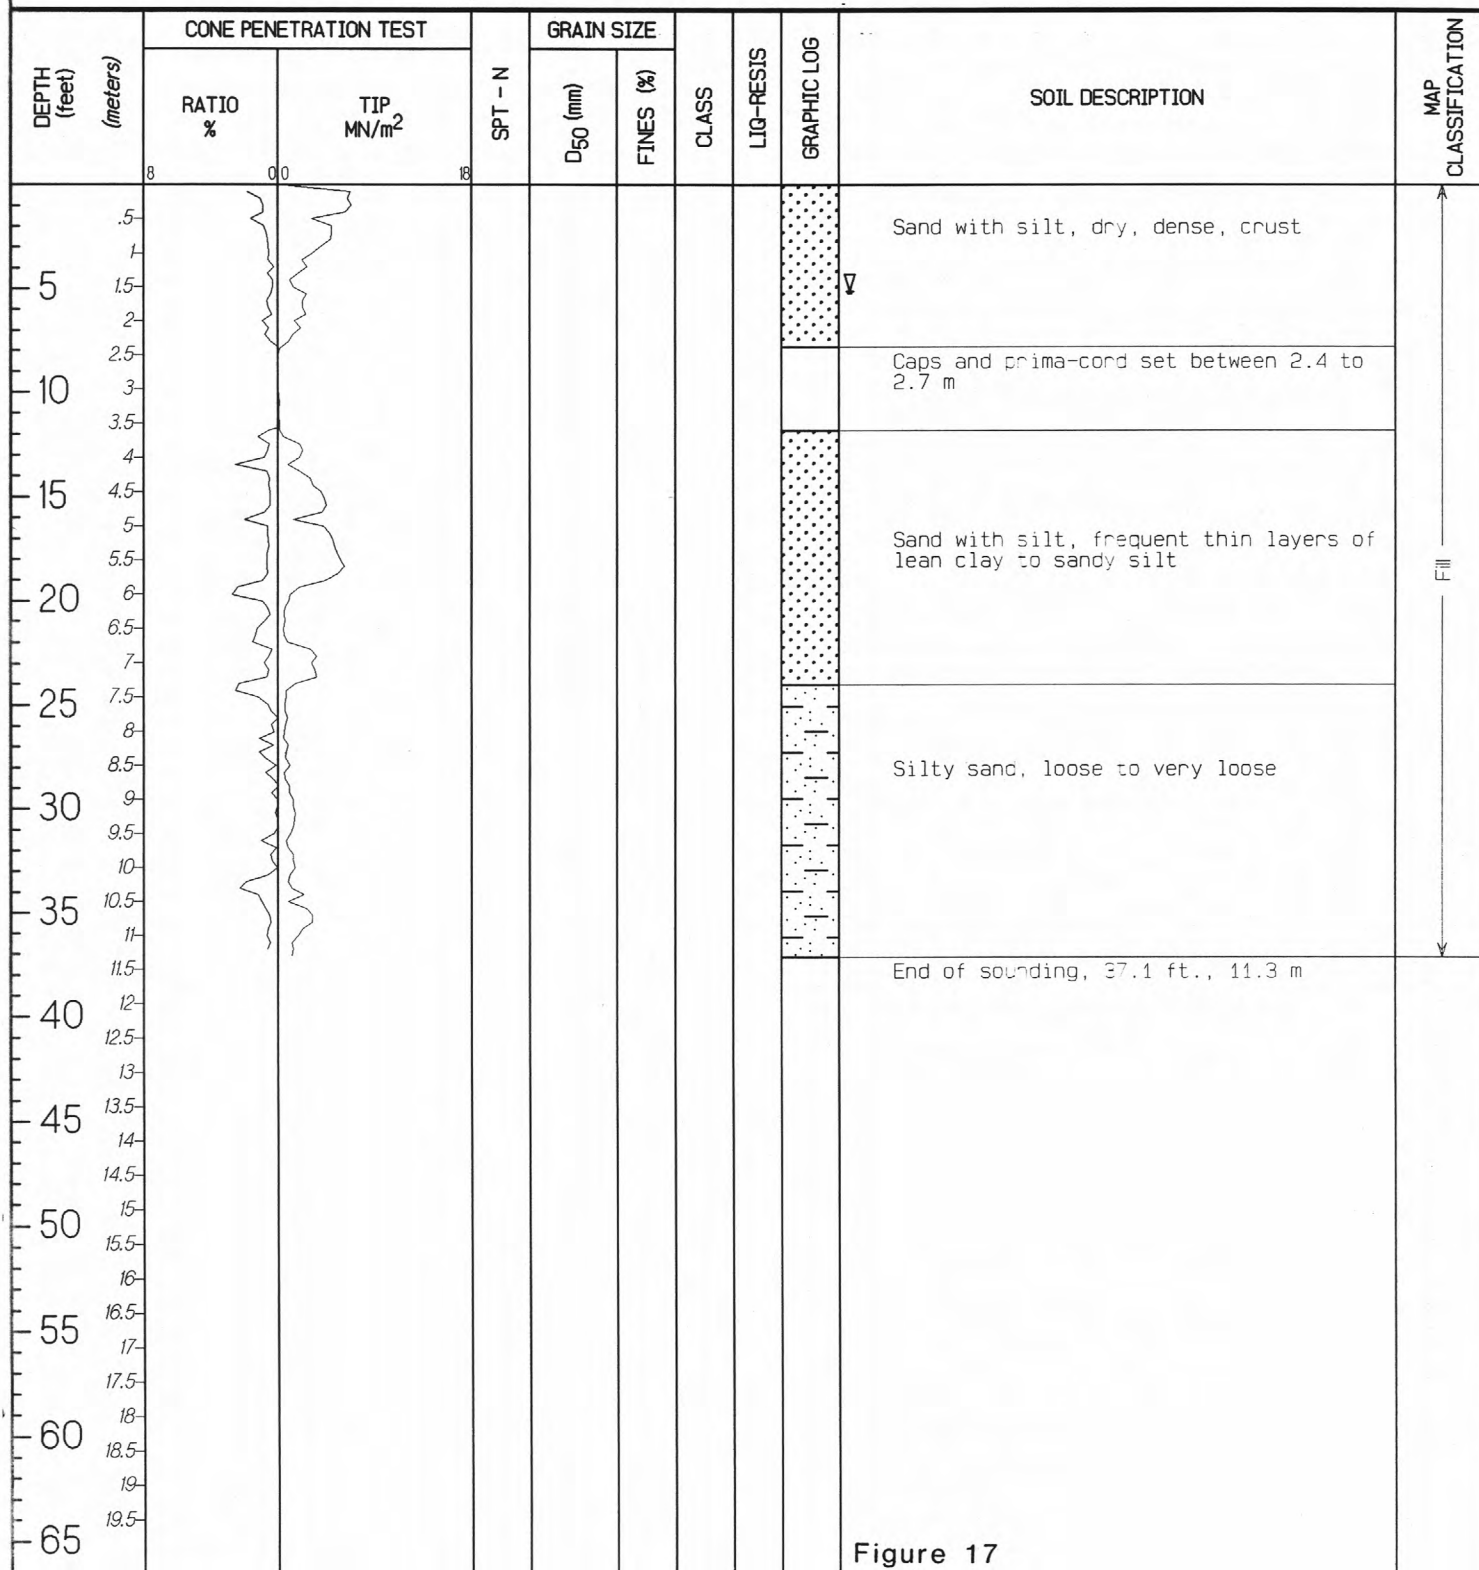 CONE PENETRATION TEST
GRAIN SIZE
DEPTH
(feet)
(meters)
RATIO
%
TIP
MN/m²
SPT - N
D50 (mm)
FINES (%)
CLASS
LIQ-RESIS
GRAPHIC LOG
SOIL DESCRIPTION
MAP
CLASSIFICATION
8
0
0
18
.5
Sand with silt, dry, dense, crust
1
5
1.5
2
2.5
Caps and prima-cord set between 2.4 to
2.7 m
10
3
3.5
4
15
4.5
5
Sand with silt, frequent thin layers of
lean clay to sandy silt
5.5
Fill
20
6
6.5
7
25
7.5
8
8.5
Silty sand, loose to very loose
30
9
9.5
10
10.5
35
11
11.5
End of sounding, 37.1 ft., 11.3 m
40
12
12.5
13
13.5
45
14
14.5
15
50
15.5
16
16.5
55
17
17.5
18
60
18.5
19
19.5
65
Figure 17